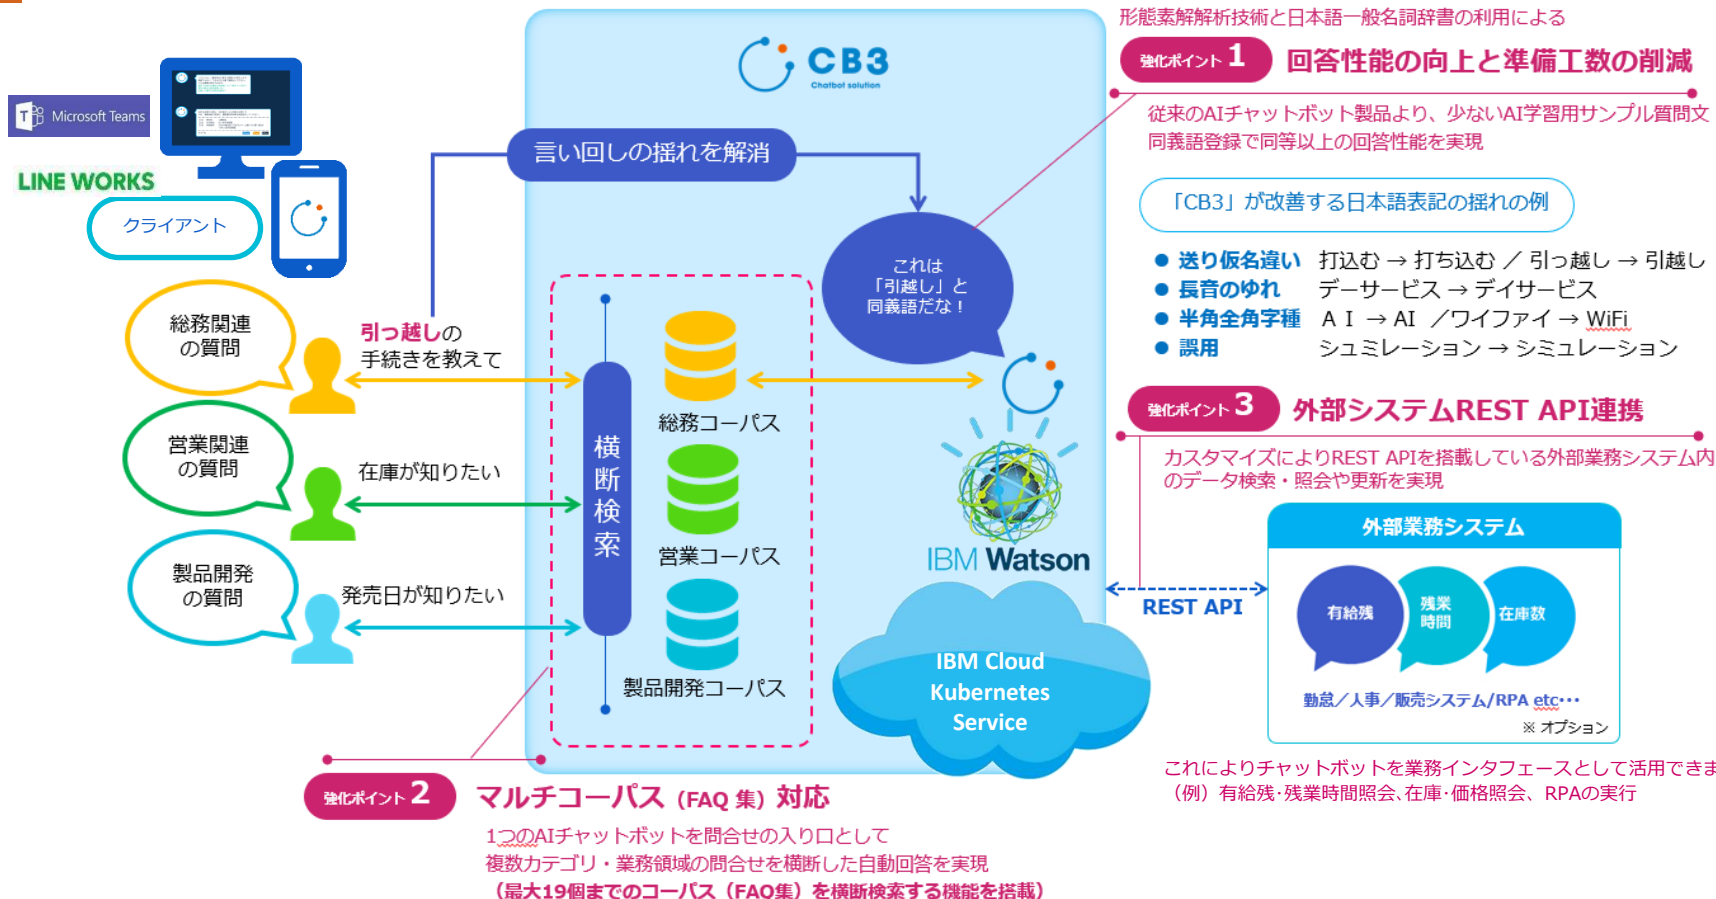 形態素解解析技術と日本語一般名詞辞書の利用による
強化ポイント 1 回答性能の向上と準備工数の削減
従来のAIチャットボット製品より、少ないAI学習用サンプル質問文
同義語登録で同等以上の回答性能を実現
「CB3」が改善する日本語表記の揺れの例
● 送り仮名違い 打込む → 打ち込む ／ 引っ越し → 引越し
● 長音のゆれ デーサービス → デイサービス
● 半角全角字種 ＡＩ → AI ／ワイファイ → WiFi
● 誤用 シュミレーション → シミュレーション
CB3
Chatbot solution
Microsoft Teams
LINE WORKS
クライアント
言い回しの揺れを解消
これは
「引越し」と
同義語だな！
総務関連
の質問
引っ越しの
手続きを教えて
営業関連
の質問
在庫が知りたい
製品開発
の質問
発売日が知りたい
横断検索
総務コーパス
営業コーパス
製品開発コーパス
IBM Watson
IBM Cloud
Kubernetes
Service
REST API
強化ポイント 3 外部システムREST API連携
カスタマイズによりREST APIを搭載している外部業務システム内
のデータ検索・照会や更新を実現
外部業務システム
有給残
残業
時間
在庫数
勤怠／人事／販売システム/RPA etc･･･
※ オプション
これによりチャットボットを業務インタフェースとして活用できま
（例）有給残･残業時間照会､在庫･価格照会、RPAの実行
強化ポイント 2 マルチコーパス（FAQ 集）対応
1つのAIチャットボットを問合せの入り口として
複数カテゴリ・業務領域の問合せを横断した自動回答を実現
（最大19個までのコーパス（FAQ集）を横断検索する機能を搭載）